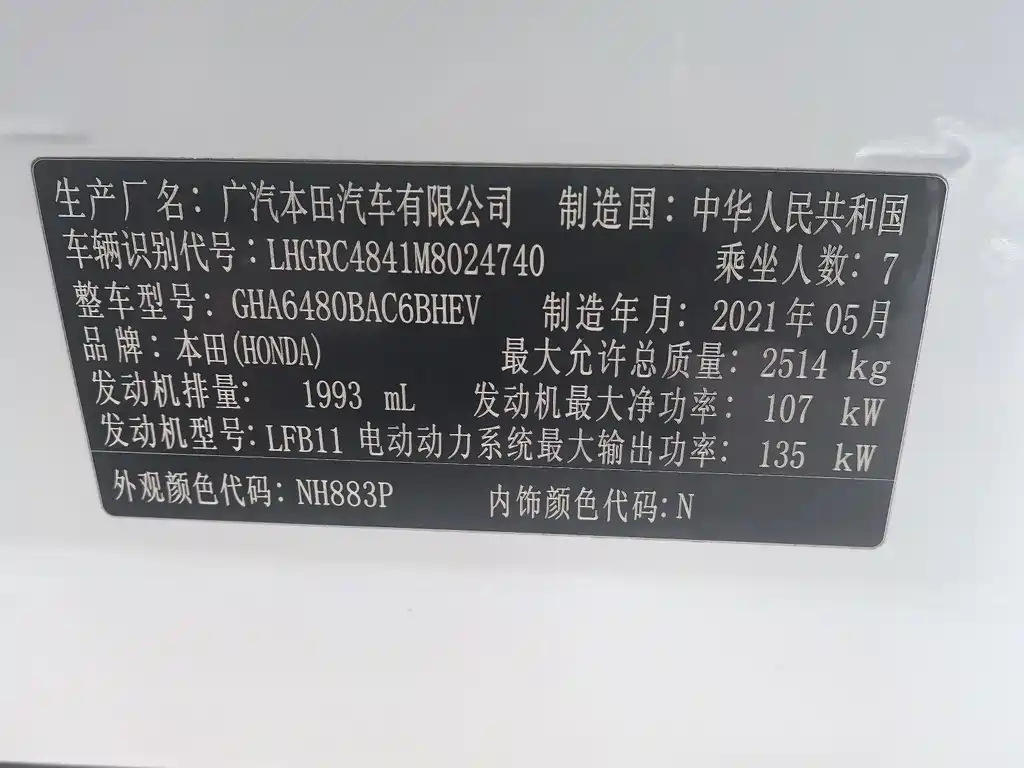 生产厂名：广汽本田汽车有限公司 制造国：中华人民共和国
车辆识别代号：LHGRC4841M8024740 乘坐人数：7
整车型号：GHA6480BAC6BHEV 制造年月：2021年05月
品牌：本田(HONDA) 最大允许总质量：2514 kg
发动机排量： 1993 mL 发动机最大净功率： 107 kW
发动机型号：LFB11 电动动力系统最大输出功率： 135 kW
外观颜色代码：NH883P 内饰颜色代码：N